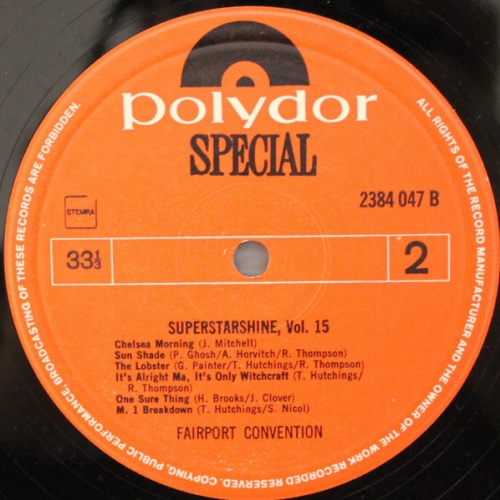 polydor
SPECIAL
2384 047 B
STEMRA
33⅓
2
SUPERSTARSHINE, Vol. 15
Chelsea Morning (J. Mitchell)
Sun Shade (P. Ghosh/A. Horvitch/R. Thompson)
The Lobster (G. Painter/T. Hutchings/R. Thompson)
It's Alright Ma, It's Only Witchcraft (T. Hutchings/
R. Thompson)
One Sure Thing (H. Brooks/J. Clover)
M. 1 Breakdown (T. Hutchings/S. Nicol)
FAIRPORT CONVENTION
ALL RIGHTS OF THE RECORD MANUFACTURER AND THE OWNER OF THE WORK RECORDED RESERVED. COPYING, PUBLIC PERFORMANCE, BROADCASTING OF THESE RECORDS ARE FORBIDDEN.